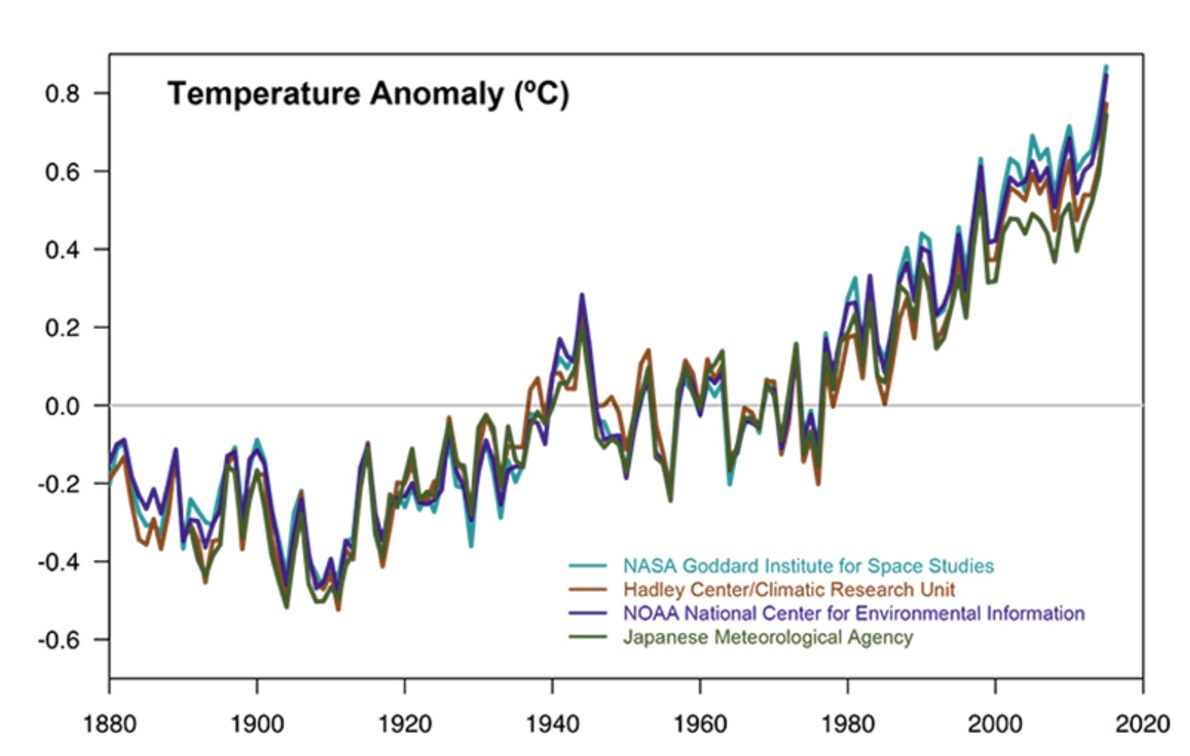 Temperature Anomaly (ºC)
0.8
0.6
0.4
0.2
0.0
-0.2
-0.4
-0.6
NASA Goddard Institute for Space Studies
Hadley Center/Climatic Research Unit
NOAA National Center for Environmental Information
Japanese Meteorological Agency
1880 1900 1920 1940 1960 1980 2000 2020